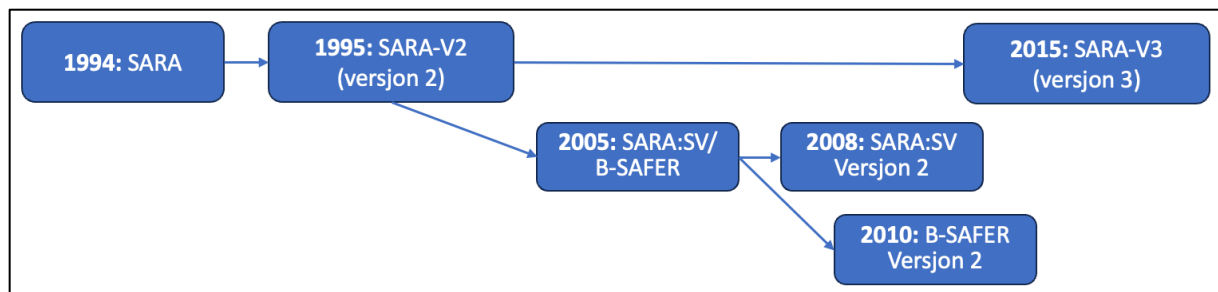 1994: SARA
1995: SARA-V2
(versjon 2)
2015: SARA-V3
(versjon 3)
2005: SARA:SV/
B-SAFER
2008: SARA:SV
Versjon 2
2010: B-SAFER
Versjon 2